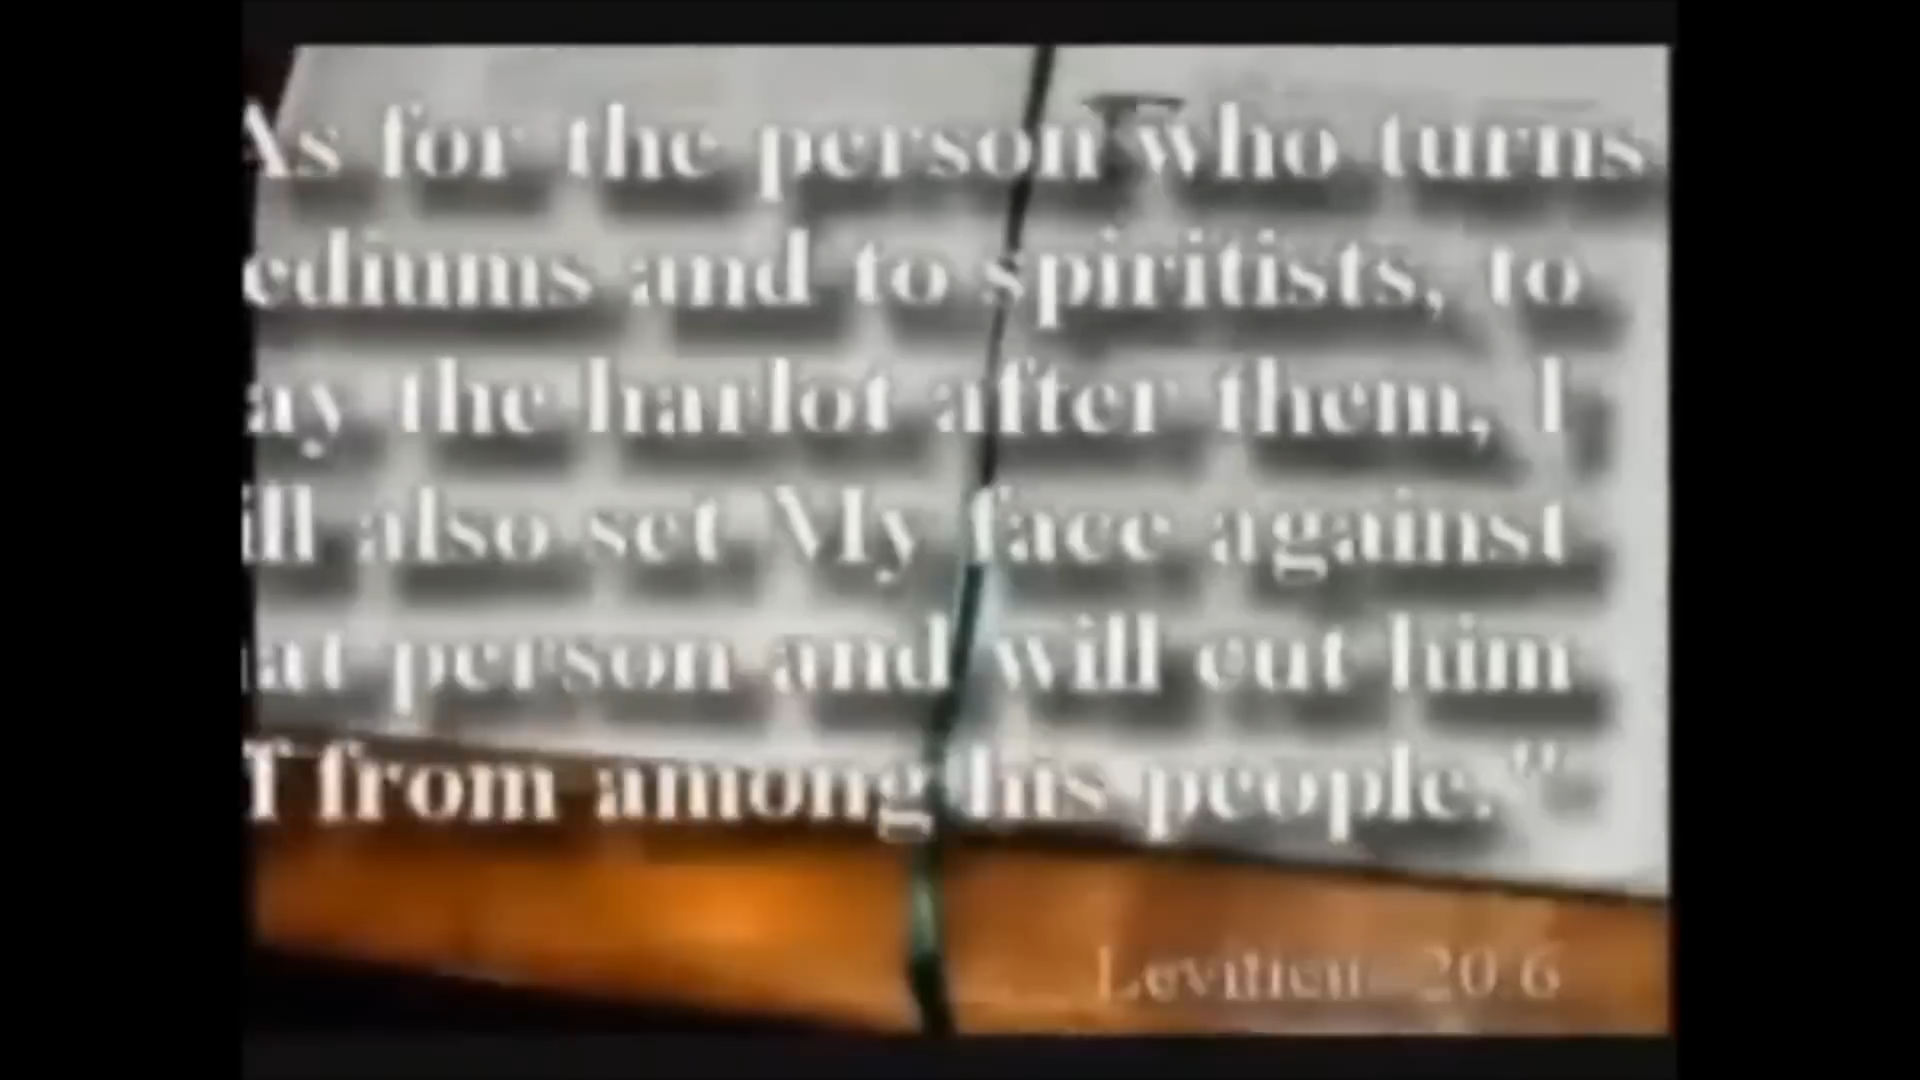 As for the person who turns
ediums and to spiritists, to
ay the harlot after them, I
ill also set My face against
at person and will cut him
f from among his people."
Leviticus 20:6